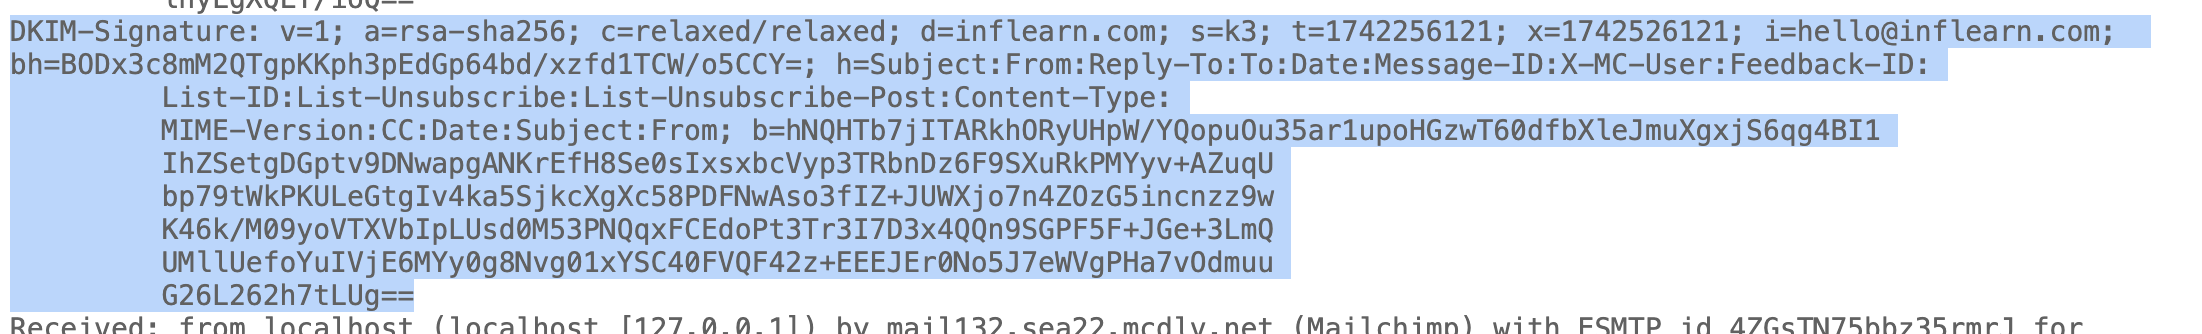 DKIM-Signature: v=1; a=rsa-sha256; c=relaxed/relaxed; d=inflearn.com; s=k3; t=1742256121; x=1742526121; i=hello@inflearn.com;
bh=BODx3c8mM2QTgpKKph3pEdGp64bd/xzfd1TCW/o5CCY=; h=Subject:From:Reply-To:To:Date:Message-ID:X-MC-User:Feedback-ID:
List-ID:List-Unsubscribe:List-Unsubscribe-Post:Content-Type:
MIME-Version:CC:Date:Subject:From; b=hNQHTb7jITARkhORyUHpW/YQopuOu35ar1upoHGzwT60dfbXleJmuXgxjS6qg4BI1
IhZSetgDGptv9DNwapgANKrEfH8Se0sIxsxbcVyp3TRbnDz6F9SXuRkPMYyv+AZuqU
bp79tWkPKULeGtgIv4ka5SjkcXgXc58PDFNwAso3fIZ+JUWXjo7n4ZOzG5incnzz9w
K46k/M09yoVTXVbIpLUsd0M53PNQqxFCEdoPt3Tr3I7D3x4QQn9SGPF5F+JGe+3LmQ
UMllUefoYuIVjE6MYy0g8Nvg01xYSC40FVQF42z+EEEJEr0No5J7eWVgPHa7vOdmuu
G26L262h7tLUg==
Received: from localhost (localhost [127.0.0.1]) by mail132.sea22.mcdlv.net (Mailchimp) with ESMTP id 4ZGsTN75bbz35rmrJ for